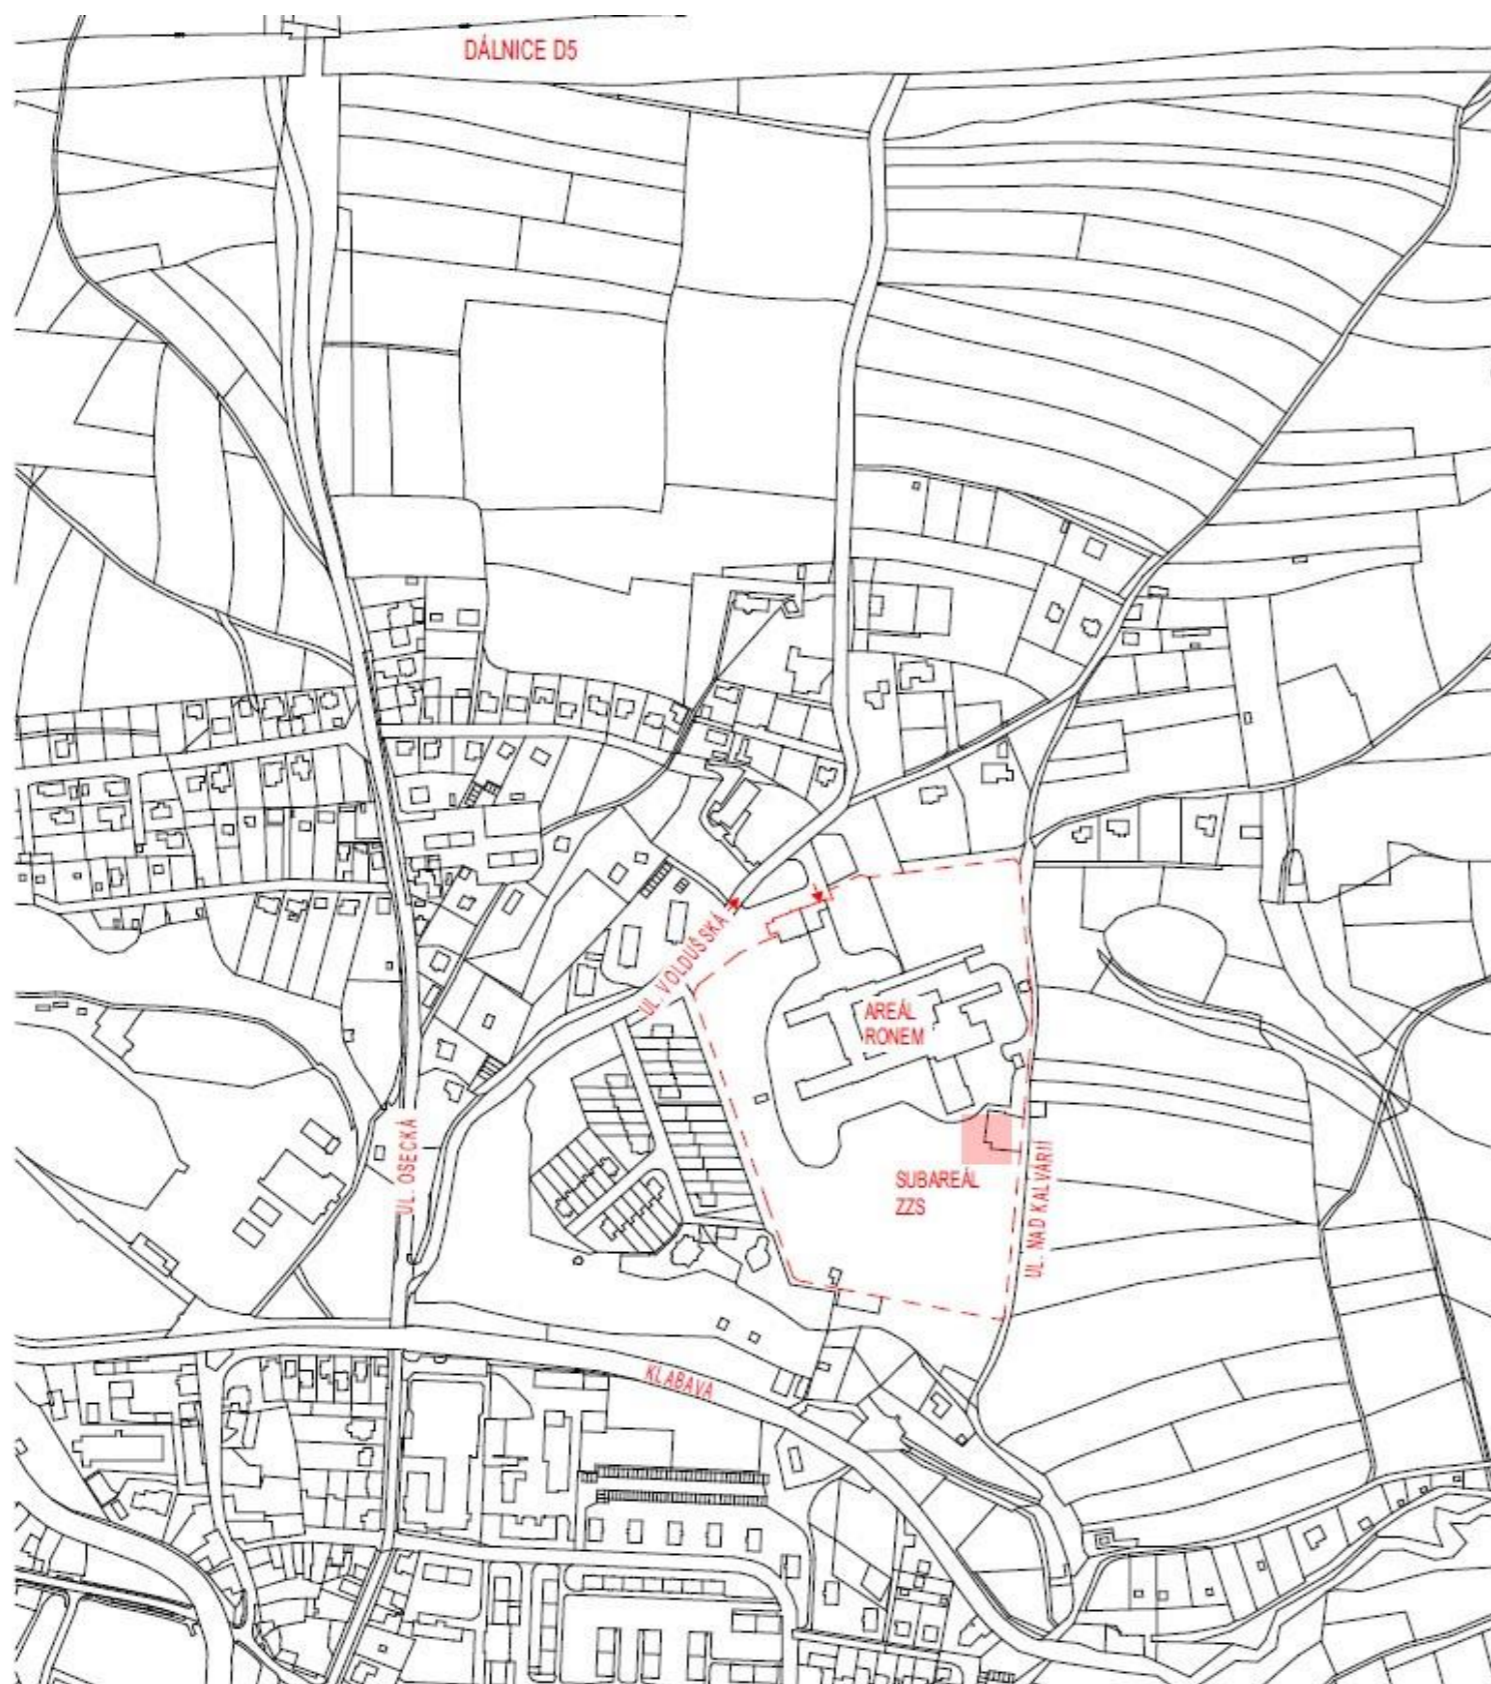 DÁLNICE D5
UL. VOLDUŠSKÁ
AREÁL
RONEM
UL. OSECKÁ
SUBAREÁL
ZZS
UL. NAD KALVÁRIÍ
KLABAVA